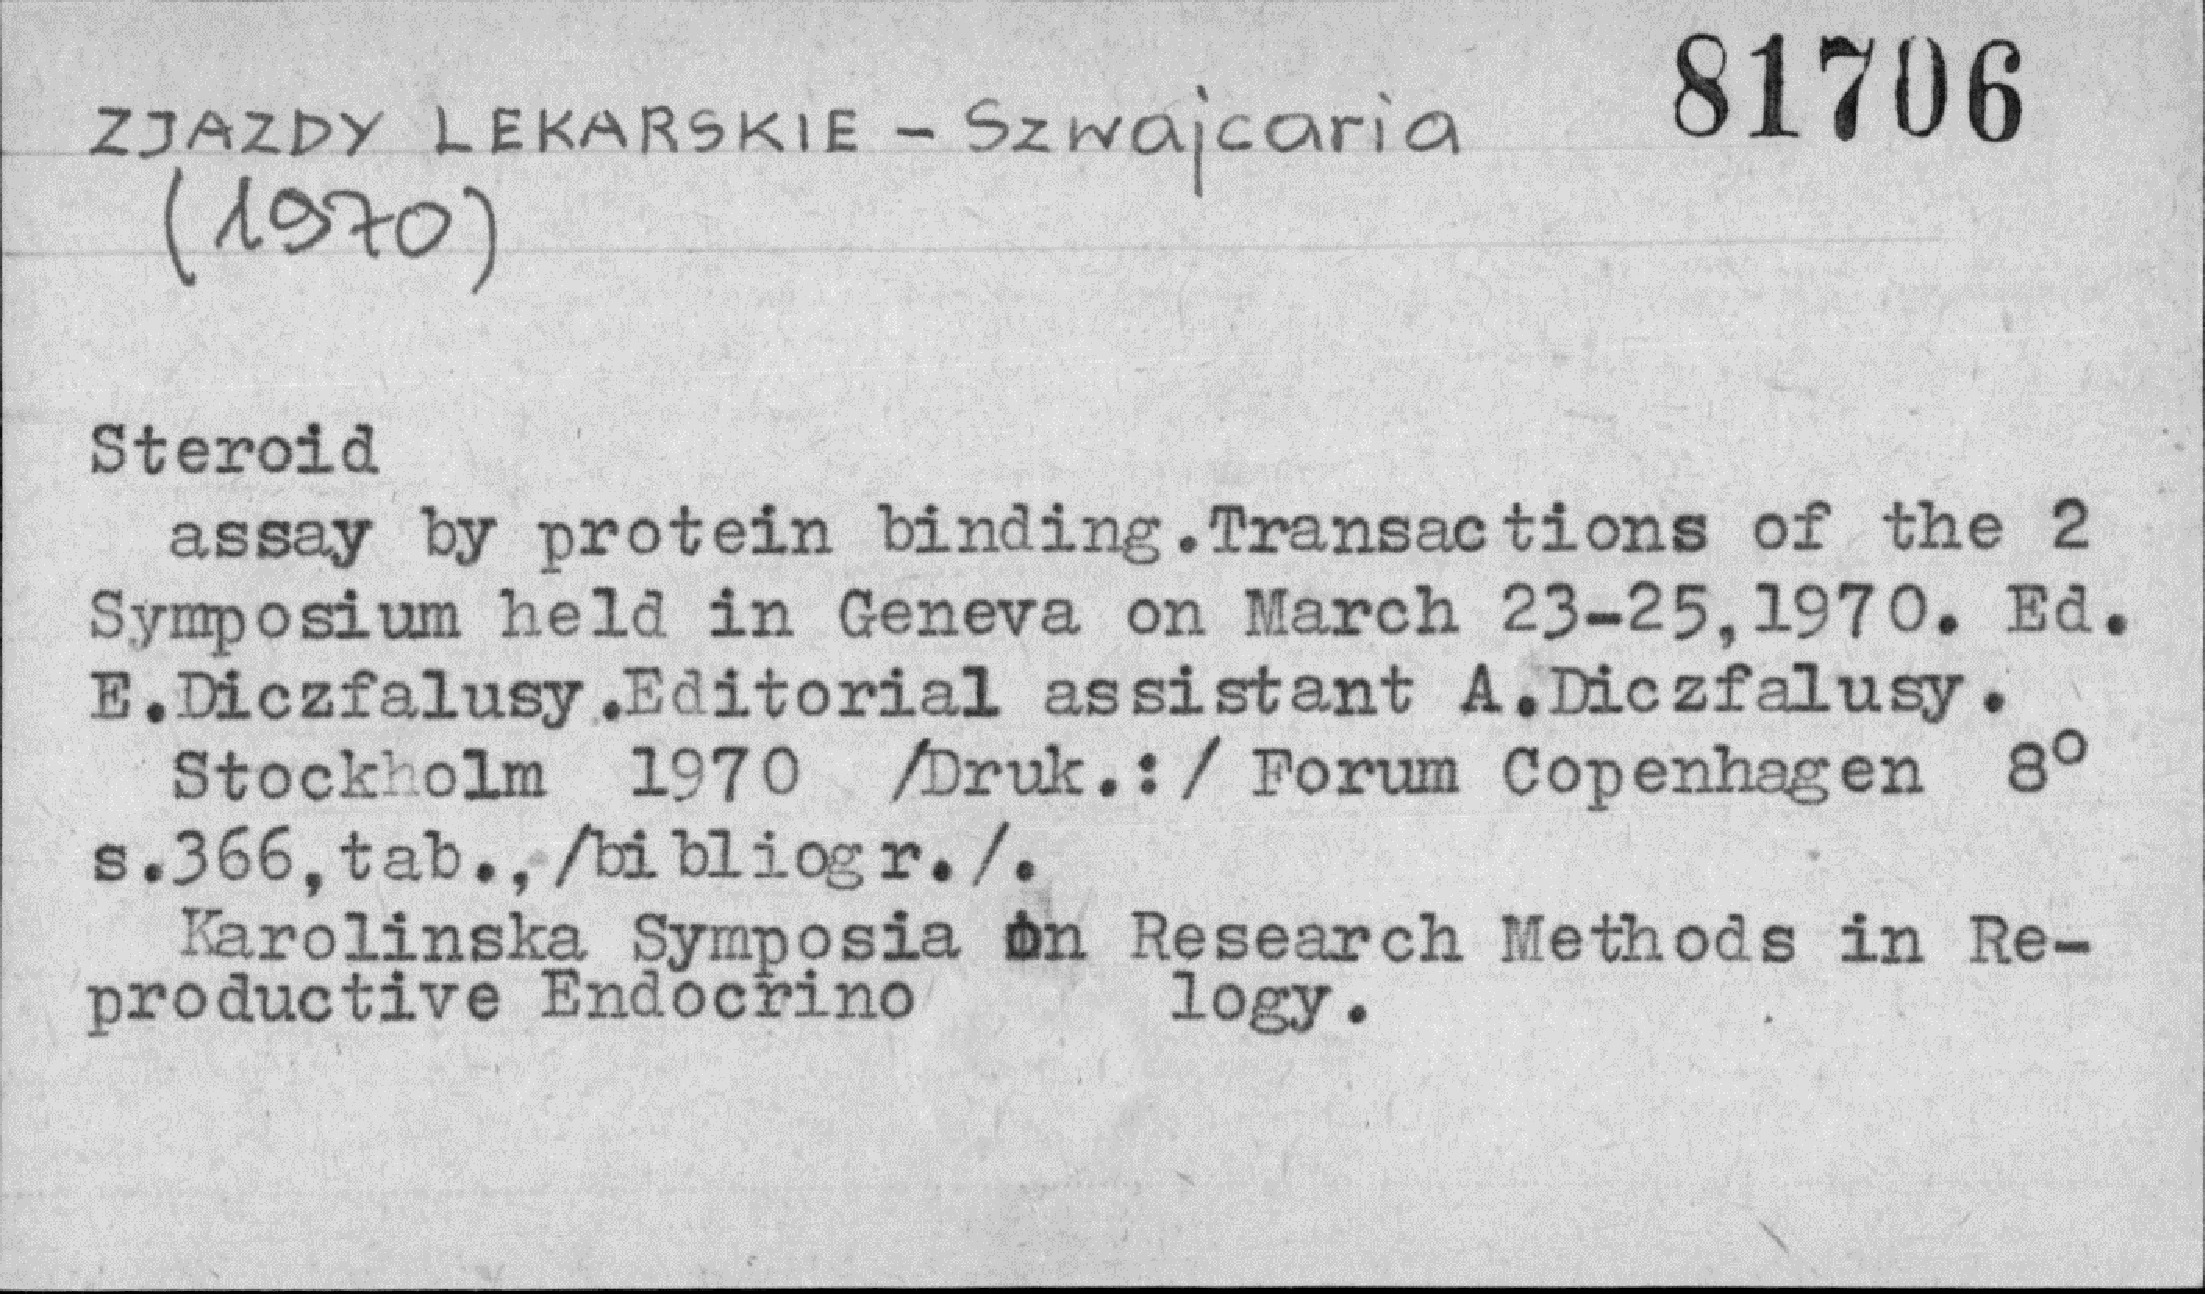 81706
ZJAZDY LEKARSKIE - Szwajcaria
(1970)
Steroid
assay by protein binding.Transactions of the 2
Symposium held in Geneva on March 23-25,1970. Ed.
E.Diczfalusy.Editorial assistant A.Diczfalusy.
Stockholm 1970 /Druk.:/ Forum Copenhagen 8°
s.366,tab.,/bibliogr./.
Karolinska Symposia on Research Methods in Re-
productive Endocrino logy.